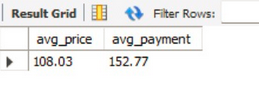 Result Grid Filter Rows:
avg_price avg_payment
108.03 152.77